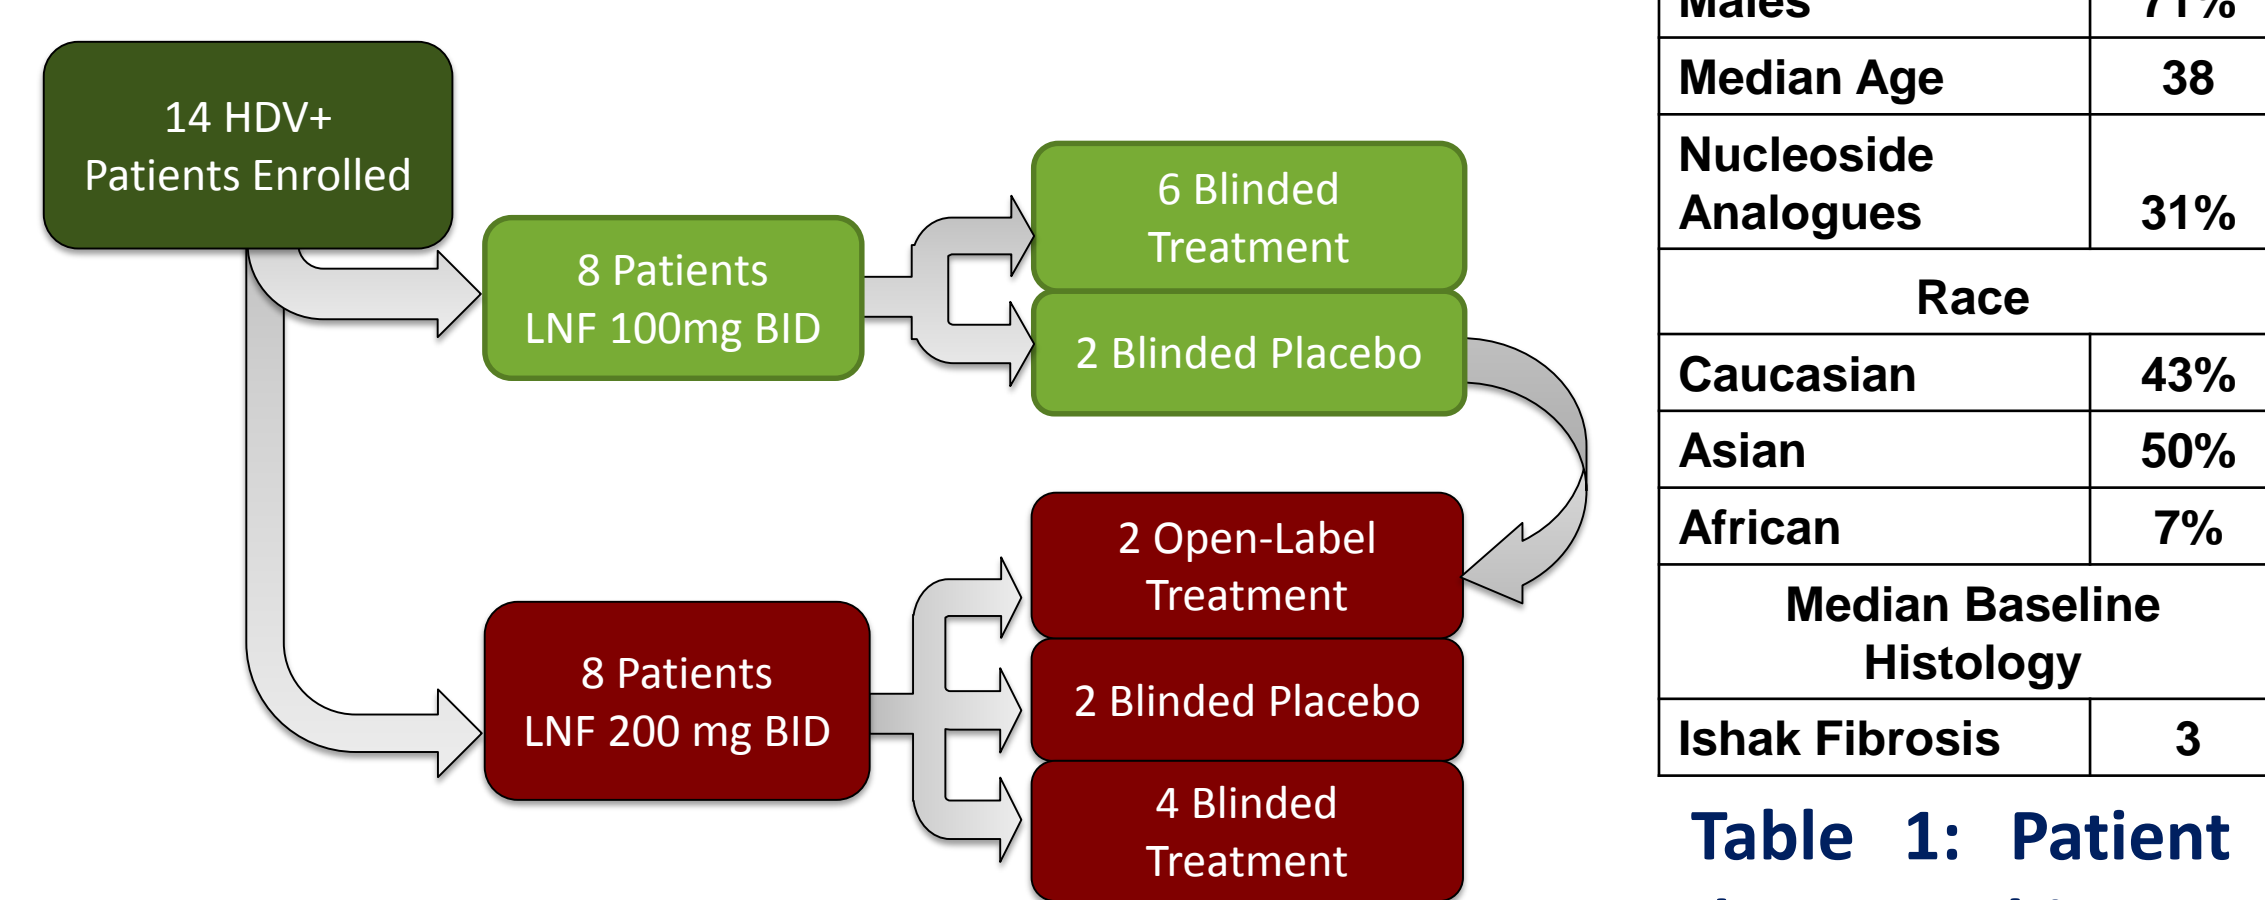 14 HDV+
Patients Enrolled
8 Patients
LNF 100mg BID
6 Blinded
Treatment
2 Blinded Placebo
8 Patients
LNF 200 mg BID
2 Open-Label
Treatment
2 Blinded Placebo
4 Blinded
Treatment
Males 71%
Median Age 38
Nucleoside
Analogues 31%
Race
Caucasian 43%
Asian 50%
African 7%
Median Baseline
Histology
Ishak Fibrosis 3
Table 1: Patient